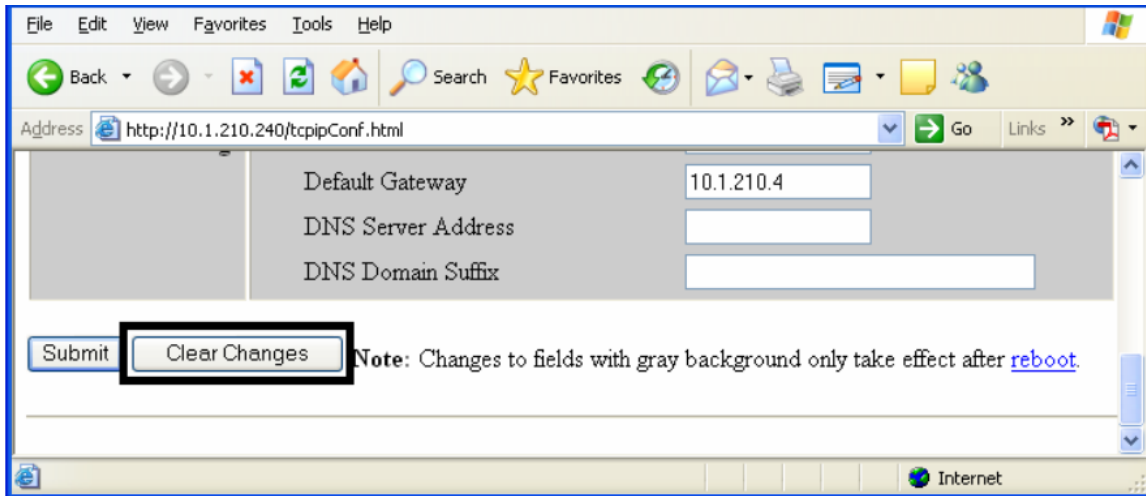 File Edit View Favorites Tools Help
Back Search Favorites
Address http://10.1.210.240/tcpipConf.html Go Links »
Default Gateway 10.1.210.4
DNS Server Address
DNS Domain Suffix
Submit Clear Changes Note: Changes to fields with gray background only take effect after reboot.
Internet